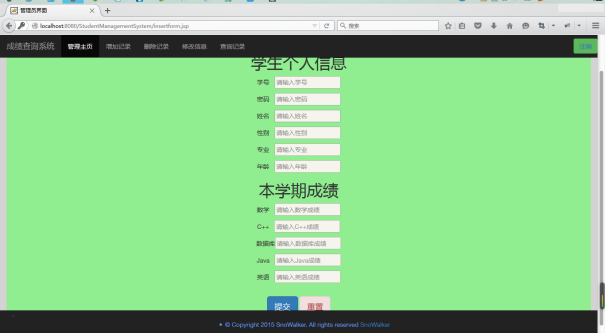 管理员界面
localhost:8080/StudentManagementSystem/insertform.jsp
搜索
成绩查询系统 管理主页 增加记录 删除记录 修改信息 查询记录 注销
学生个人信息
学号 请输入学号
密码 请输入密码
姓名 请输入姓名
性别 请输入性别
专业 请输入专业
年龄 请输入年龄
本学期成绩
数学 请输入数学成绩
C++ 请输入C++成绩
数据库 请输入数据库成绩
Java 请输入Java成绩
英语 请输入英语成绩
提交 重置
© Copyright 2015 SnoWalker. All rights reserved SnoWalker